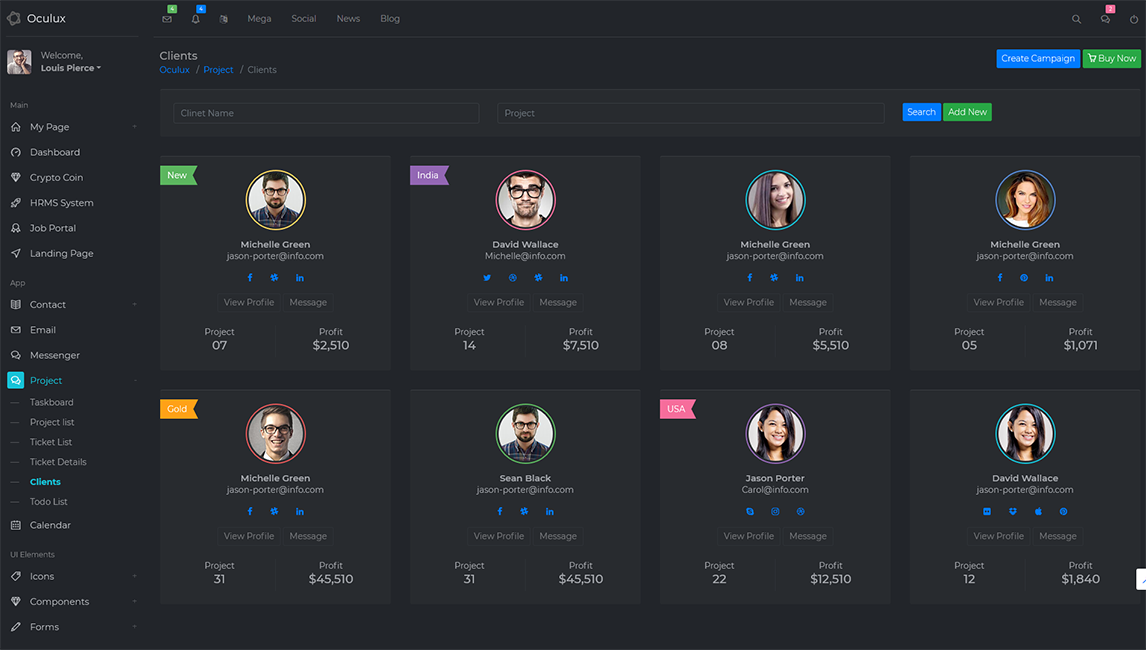 Oculux
4
4
Mega
Social
News
Blog
2
Welcome,
Louis Pierce
Main
My Page
Dashboard
Crypto Coin
HRMS System
Job Portal
Landing Page
App
Contact
Email
Messenger
Project
Taskboard
Project list
Ticket List
Ticket Details
Clients
Todo List
Calendar
UI Elements
Icons
Components
Forms
Clients
Oculux / Project / Clients
Create Campaign
Buy Now
Clinet Name
Project
Search
Add New
New
Michelle Green
jason-porter@info.com
View Profile Message
Project Profit
07 $2,510
India
David Wallace
Michelle@info.com
View Profile Message
Project Profit
14 $7,510
Michelle Green
jason-porter@info.com
View Profile Message
Project Profit
08 $5,510
Michelle Green
jason-porter@info.com
View Profile Message
Project Profit
05 $1,071
Gold
Michelle Green
jason-porter@info.com
View Profile Message
Project Profit
31 $45,510
Sean Black
jason-porter@info.com
View Profile Message
Project Profit
31 $45,510
USA
Jason Porter
Carol@info.com
View Profile Message
Project Profit
22 $12,510
David Wallace
jason-porter@info.com
View Profile Message
Project Profit
12 $1,840